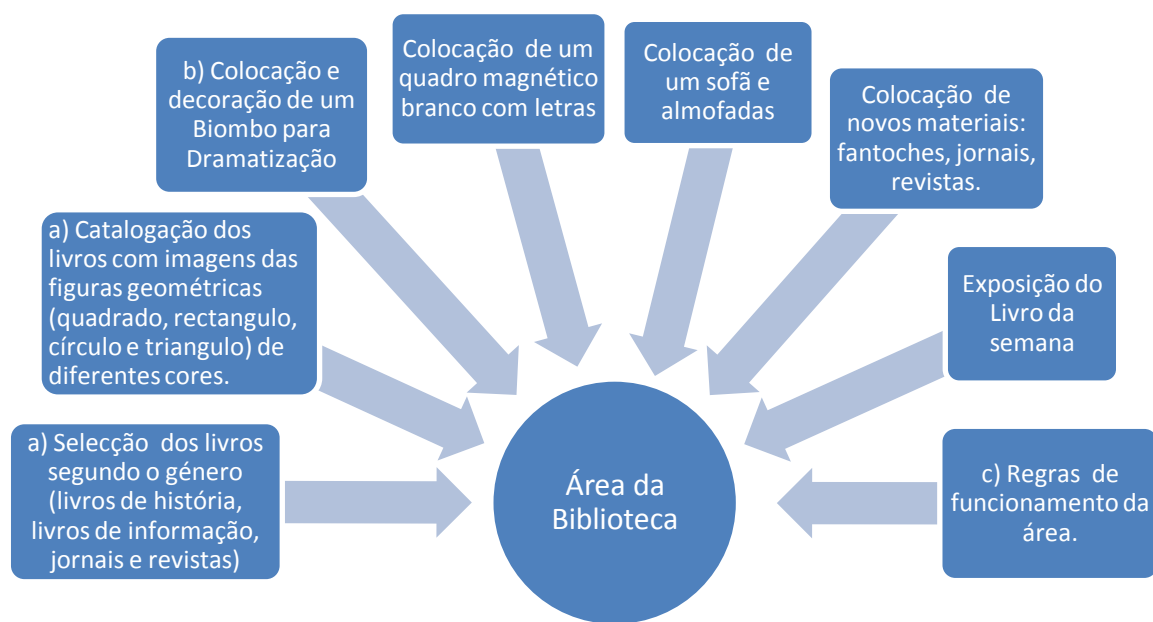 b) Colocação e
decoração de um
Biombo para
Dramatização
Colocação de um
quadro magnético
branco com letras
Colocação de
um sofã e
almofadas
Colocação de
novos materiais:
fantoches, jornais,
revistas.
a) Catalogação dos
livros com imagens das
figuras geométricas
(quadrado, rectangulo,
círculo e triangulo) de
diferentes cores.
Exposição do
Livro da
semana
a) Selecção dos livros
segundo o género
(livros de história,
livros de informação,
jornais e revistas)
Área da
Biblioteca
c) Regras de
funcionamento da
área.